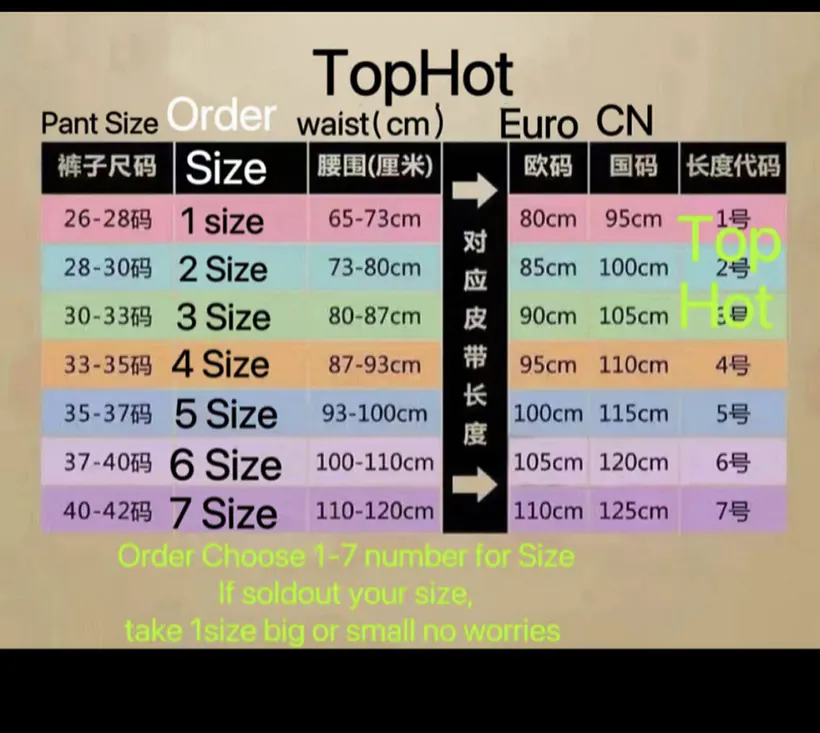 TopHot
Pant Size Order waist(cm) Euro CN
裤子尺码 Size 腰围(厘米) 欧码 国码 长度代码
26-28码 1 size 65-73cm 80cm 95cm 1号
28-30码 2 Size 73-80cm 85cm 100cm 2号
30-33码 3 Size 80-87cm 90cm 105cm 3号
33-35码 4 Size 87-93cm 95cm 110cm 4号
35-37码 5 Size 93-100cm 100cm 115cm 5号
37-40码 6 Size 100-110cm 105cm 120cm 6号
40-42码 7 Size 110-120cm 110cm 125cm 7号
对应皮带长度
Top
Hot
Order Choose 1-7 number for Size
If soldout your size,
take 1size big or small no worries